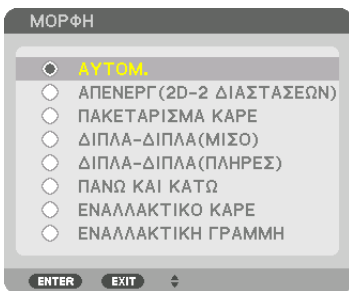 ΜΟΡΦΗ
ΑΥΤΟΜ.
ΑΠΕΝΕΡΓ(2D-2 ΔΙΑΣΤΑΣΕΩΝ)
ΠΑΚΕΤΑΡΙΣΜΑ ΚΑΡΕ
ΔΙΠΛΑ-ΔΙΠΛΑ(ΜΙΣΟ)
ΔΙΠΛΑ-ΔΙΠΛΑ(ΠΛΗΡΕΣ)
ΠΑΝΩ ΚΑΙ ΚΑΤΩ
ΕΝΑΛΛΑΚΤΙΚΟ ΚΑΡΕ
ΕΝΑΛΛΑΚΤΙΚΗ ΓΡΑΜΜΗ
ENTER EXIT